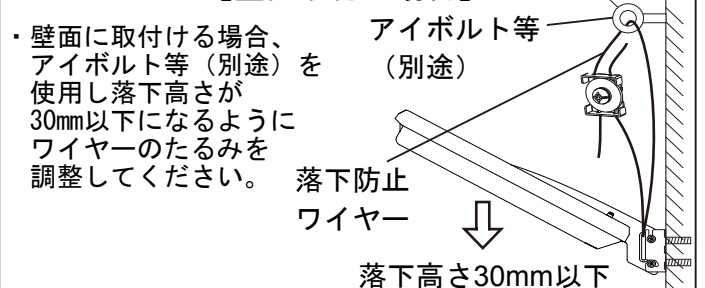 ・壁面に取付ける場合、
アイボルト等（別途）を
使用し落下高さが
30mm以下になるように
ワイヤーのたるみを
調整してください。
アイボルト等
（別途）
落下防止
ワイヤー
落下高さ30mm以下